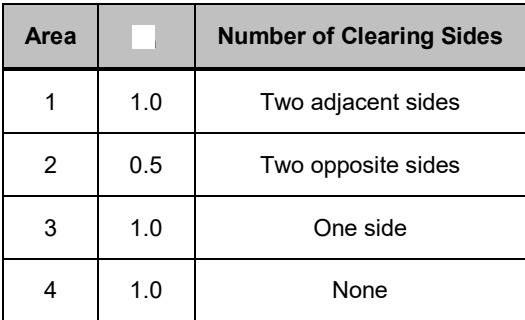 Area Number of Clearing Sides
1 1.0 Two adjacent sides
2 0.5 Two opposite sides
3 1.0 One side
4 1.0 None